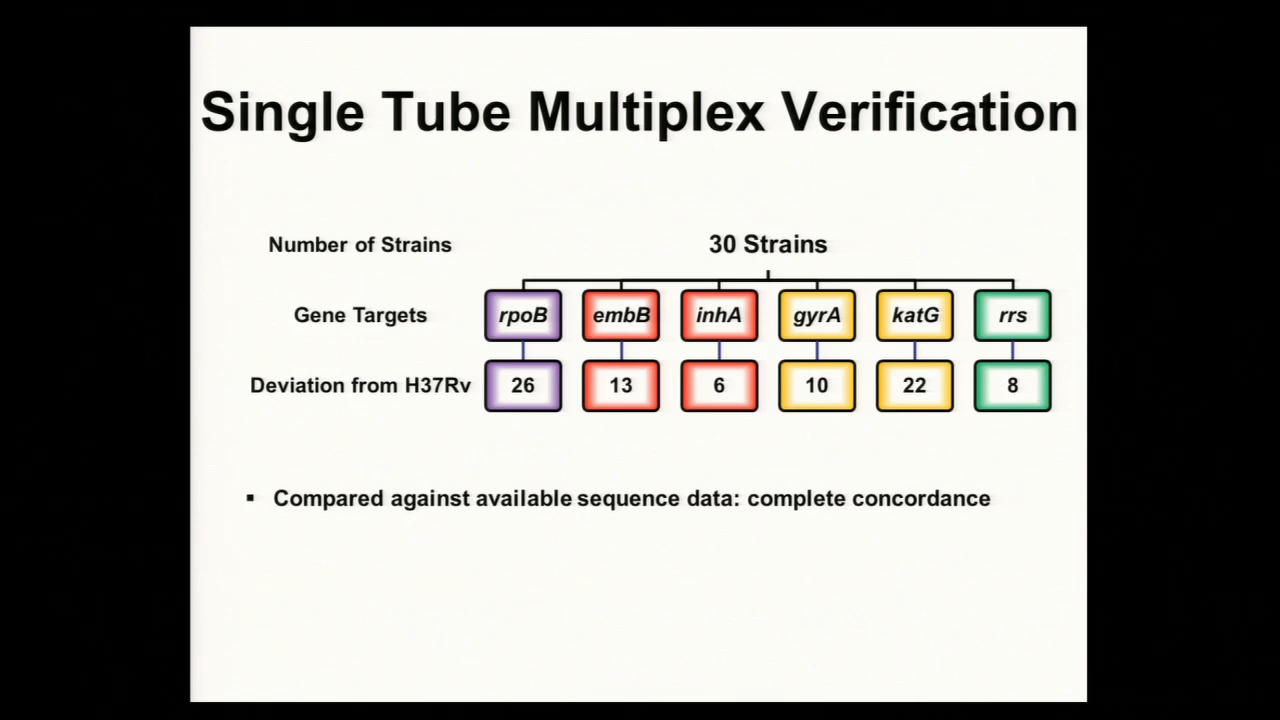 Single Tube Multiplex Verification
Number of Strains 30 Strains
Gene Targets rpoB embB inhA gyrA katG rrs
Deviation from H37Rv 26 13 6 10 22 8
▪ Compared against available sequence data: complete concordance